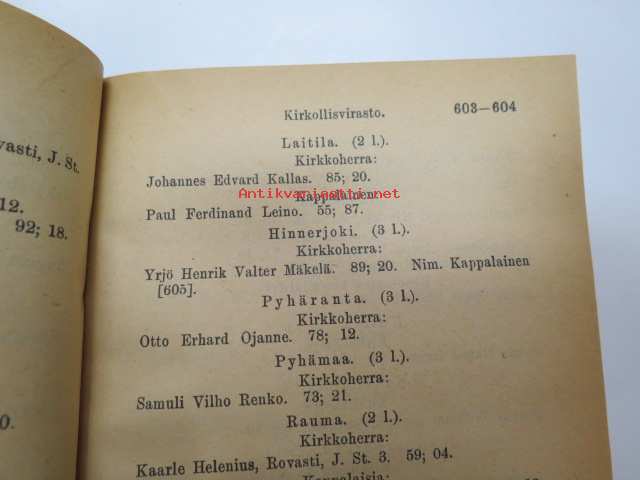 vasti, J. St.
12.
92; 18.
0.
Kirkollisvirasto. 603—604
Laitila. (2 l.).
Kirkkoherra:
Johannes Edvard Kallas. 85; 20.
Kappalainen:
Antikvariaatti.net
Paul Ferdinand Leino. 55; 87.
Hinnerjoki. (3 l.).
Kirkkoherra:
Yrjö Henrik Valter Mäkelä. 89; 20. Nim. Kappalainen
[605].
Pyhäranta. (3 l.).
Kirkkoherra:
Otto Erhard Ojanne. 78; 12.
Pyhämaa. (3 l.).
Kirkkoherra:
Samuli Vilho Renko. 73; 21.
Rauma. (2 l.).
Kirkkoherra:
Kaarle Helenius, Rovasti, J. St. 3. 59; 04.
Kappalaisia: